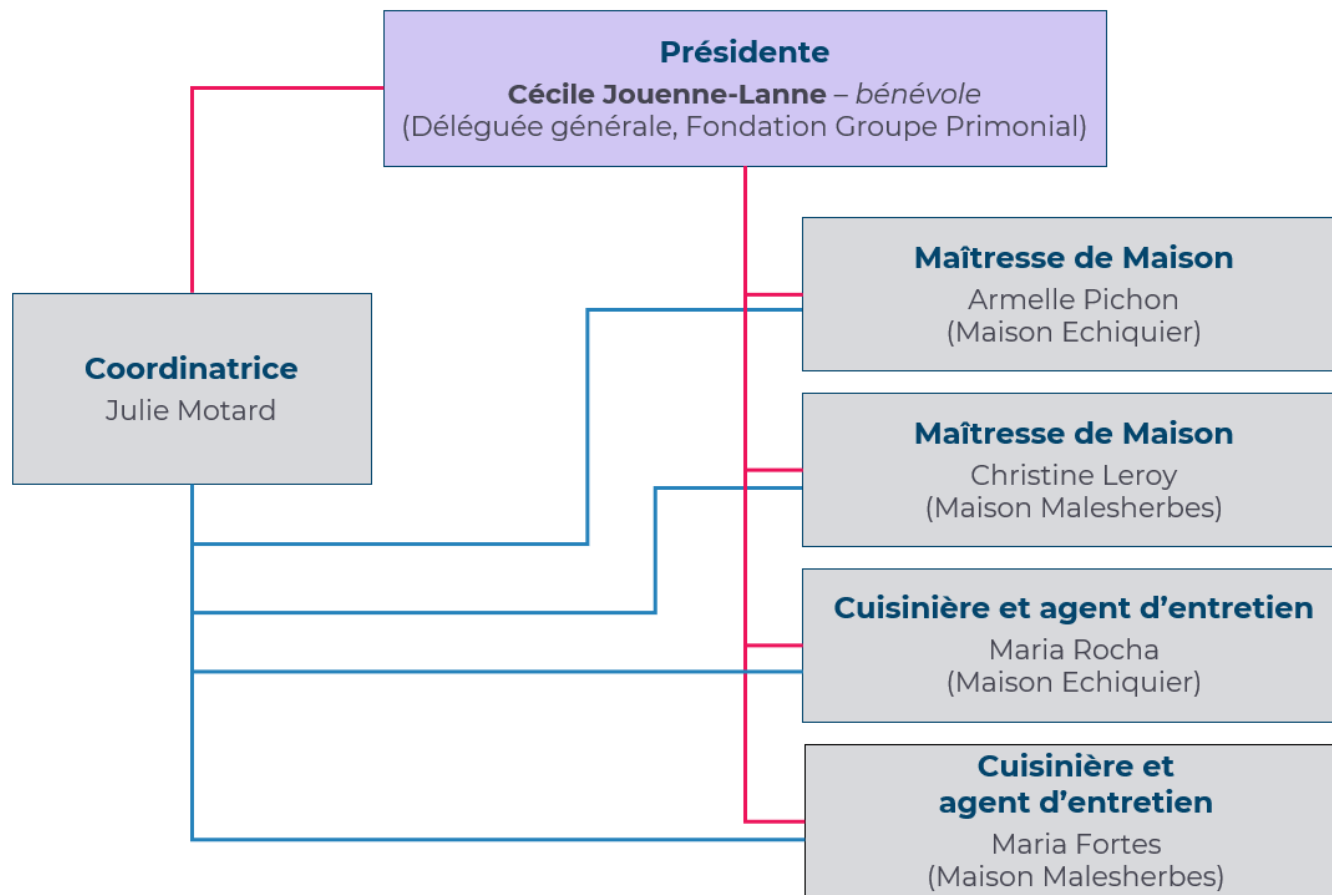 Présidente
Cécile Jouenne-Lanne – bénévole
(Déléguée générale, Fondation Groupe Primonial)
Coordinatrice
Julie Motard
Maîtresse de Maison
Armelle Pichon
(Maison Echiquier)
Maîtresse de Maison
Christine Leroy
(Maison Malesherbes)
Cuisinière et agent d’entretien
Maria Rocha
(Maison Echiquier)
Cuisinière et
agent d’entretien
Maria Fortes
(Maison Malesherbes)